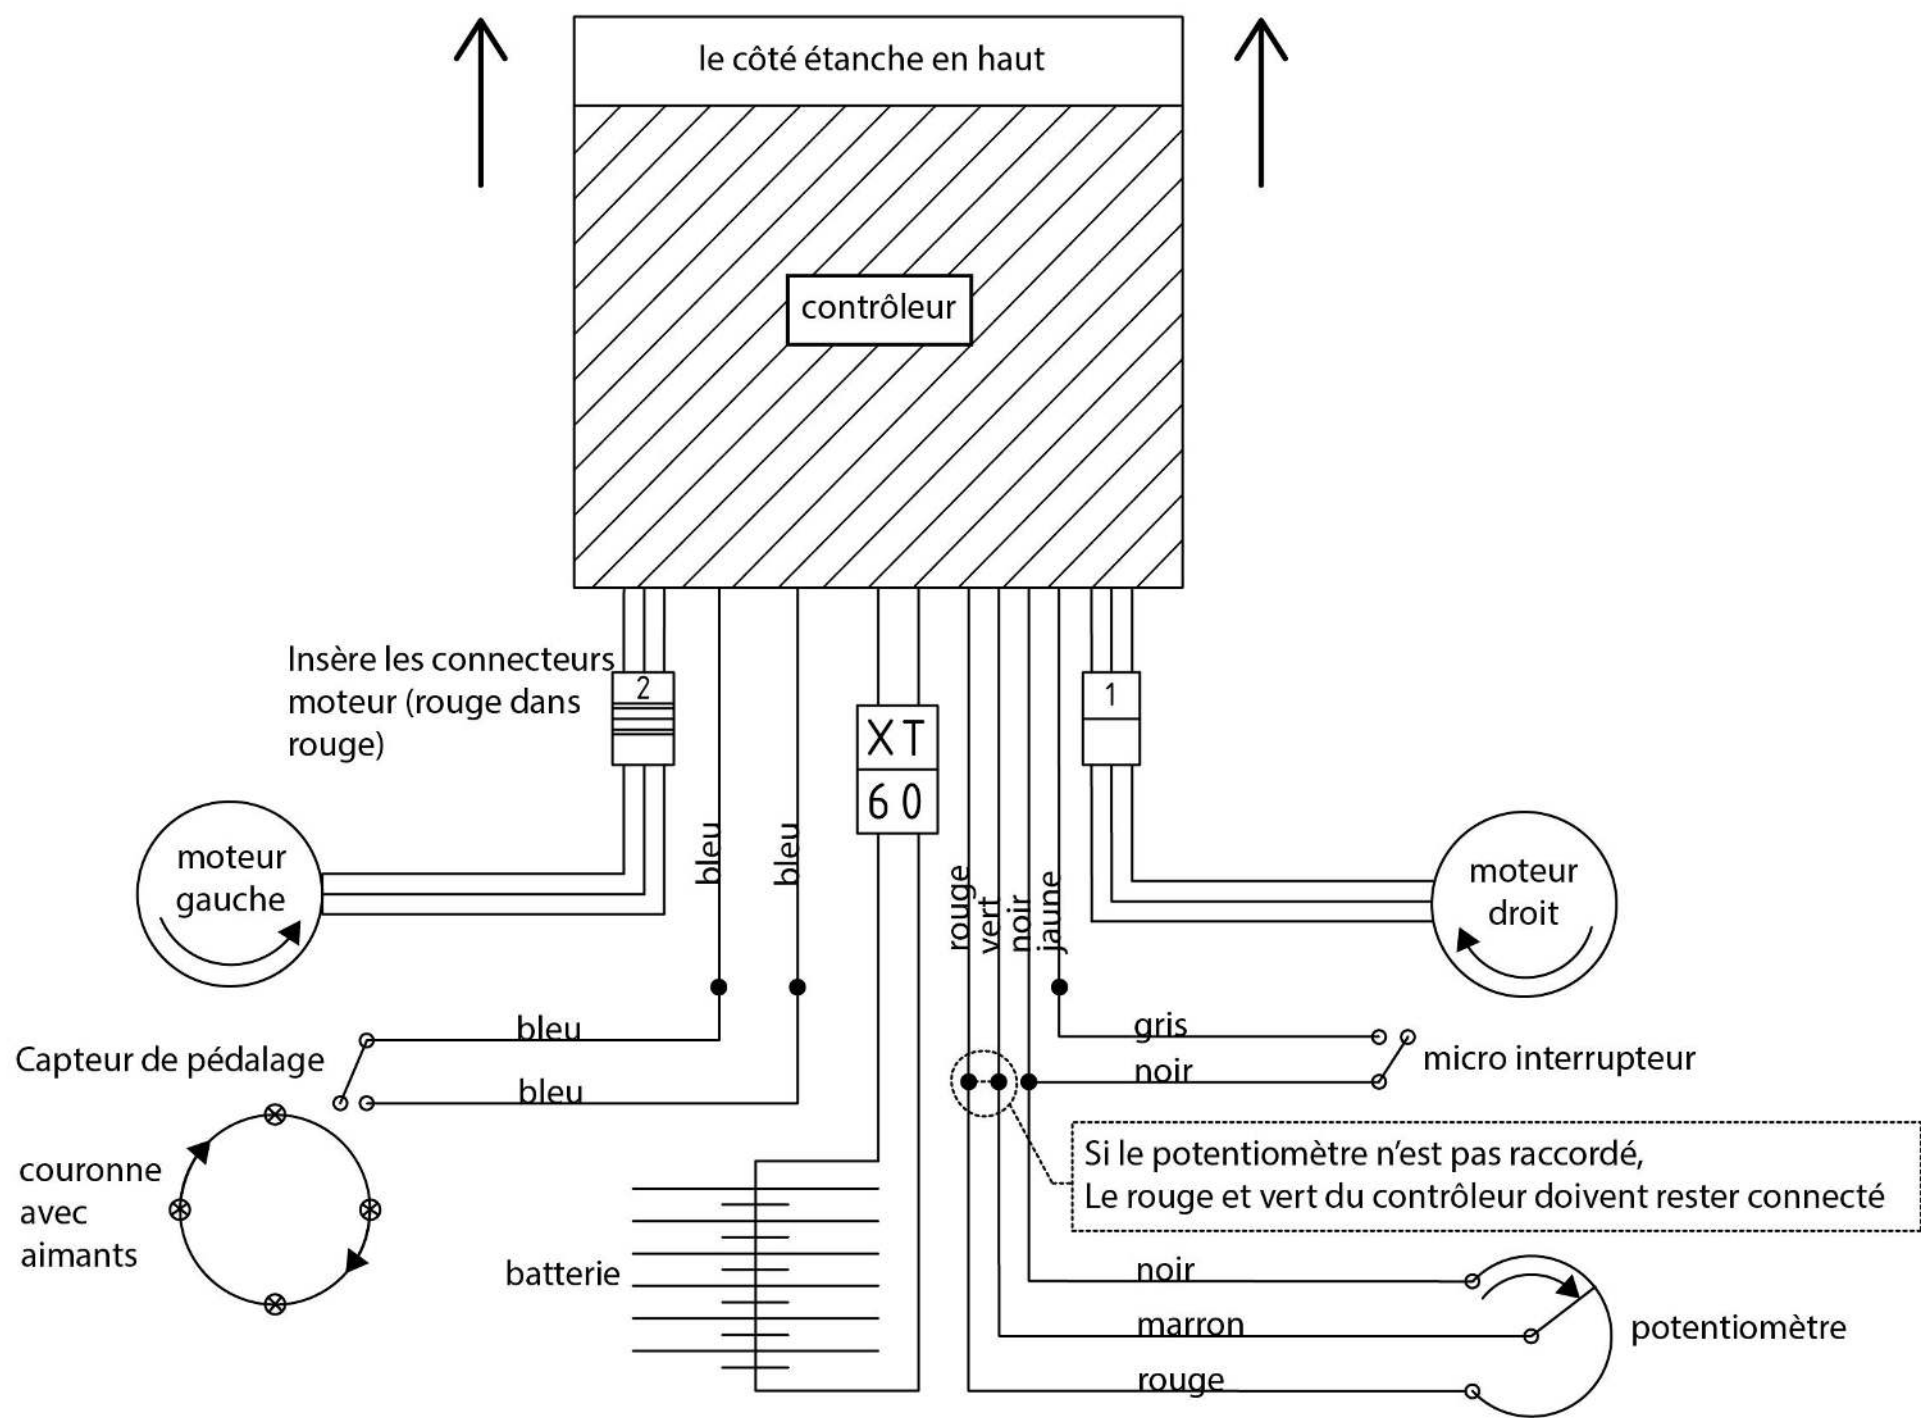 le côté étanche en haut
contrôleur
Insère les connecteurs
moteur (rouge dans
rouge)
2
1
XT
60
moteur
gauche
bleu
bleu
rouge
vert
noir
jaune
moteur
droit
bleu
bleu
Capteur de pédalage
gris
noir
micro interrupteur
couronne
avec
aimants
Si le potentiomètre n’est pas raccordé,
Le rouge et vert du contrôleur doivent rester connecté
batterie
noir
marron
rouge
potentiomètre